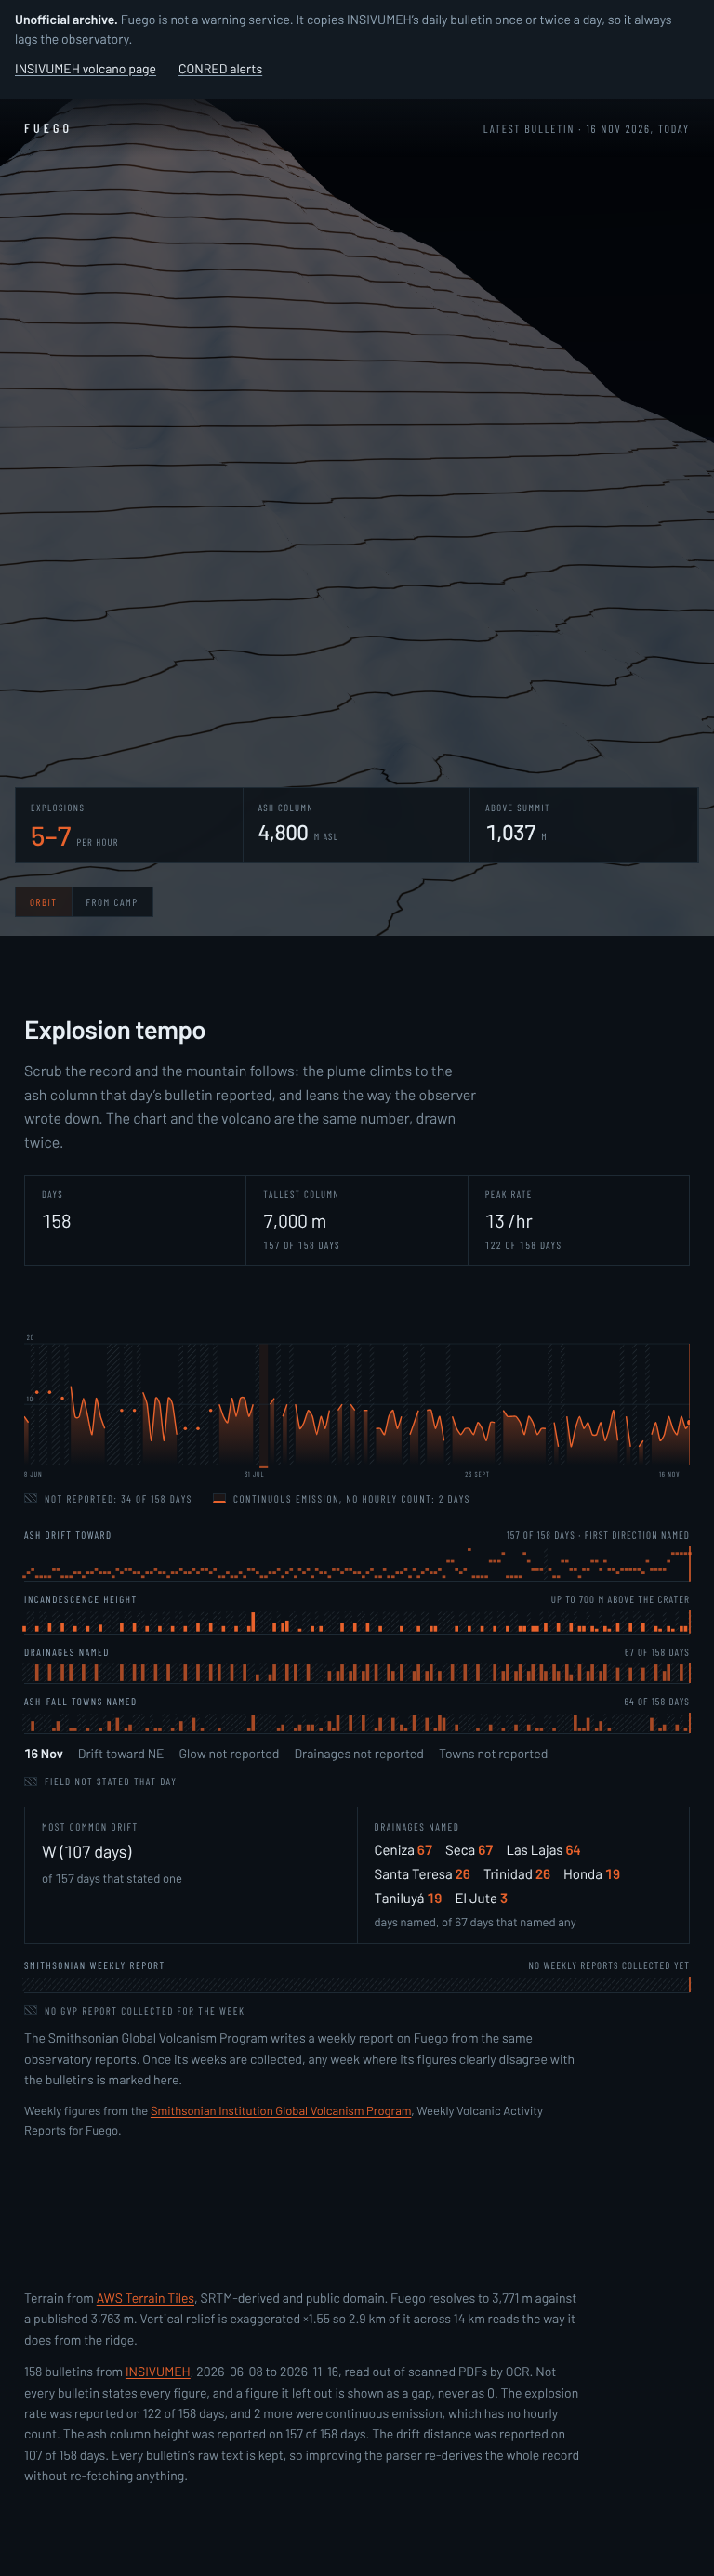 Unofficial archive. Fuego is not a warning service. It copies INSIVUMEH's daily bulletin once or twice a day, so it always
lags the observatory.
INSIVUMEH volcano page CONRED alerts
FUEGO
LATEST BULLETIN · 16 NOV 2026, TODAY
EXPLOSIONS
5–7 PER HOUR
ASH COLUMN
4,800 M ASL
ABOVE SUMMIT
1,037 M
ORBIT FROM CAMP
Explosion tempo
Scrub the record and the mountain follows: the plume climbs to the
ash column that day's bulletin reported, and leans the way the observer
wrote down. The chart and the volcano are the same number, drawn
twice.
DAYS
158
TALLEST COLUMN
7,000 m
157 OF 158 DAYS
PEAK RATE
13 /hr
122 OF 158 DAYS
20
10
8 JUN 31 JUL 23 SEPT 16 NOV
NOT REPORTED: 34 OF 158 DAYS CONTINUOUS EMISSION, NO HOURLY COUNT: 2 DAYS
ASH DRIFT TOWARD 157 OF 158 DAYS · FIRST DIRECTION NAMED
INCANDESCENCE HEIGHT UP TO 700 M ABOVE THE CRATER
DRAINAGES NAMED 67 OF 158 DAYS
ASH-FALL TOWNS NAMED 64 OF 158 DAYS
16 Nov Drift toward NE Glow not reported Drainages not reported Towns not reported
FIELD NOT STATED THAT DAY
MOST COMMON DRIFT
W (107 days)
of 157 days that stated one
DRAINAGES NAMED
Ceniza 67 Seca 67 Las Lajas 64
Santa Teresa 26 Trinidad 26 Honda 19
Taniluyá 19 El Jute 3
days named, of 67 days that named any
SMITHSONIAN WEEKLY REPORT NO WEEKLY REPORTS COLLECTED YET
NO GVP REPORT COLLECTED FOR THE WEEK
The Smithsonian Global Volcanism Program writes a weekly report on Fuego from the same
observatory reports. Once its weeks are collected, any week where its figures clearly disagree with
the bulletins is marked here.
Weekly figures from the Smithsonian Institution Global Volcanism Program, Weekly Volcanic Activity
Reports for Fuego.
Terrain from AWS Terrain Tiles, SRTM-derived and public domain. Fuego resolves to 3,771 m against
a published 3,763 m. Vertical relief is exaggerated ×1.55 so 2.9 km of it across 14 km reads the way it
does from the ridge.
158 bulletins from INSIVUMEH, 2026-06-08 to 2026-11-16, read out of scanned PDFs by OCR. Not
every bulletin states every figure, and a figure it left out is shown as a gap, never as 0. The explosion
rate was reported on 122 of 158 days, and 2 more were continuous emission, which has no hourly
count. The ash column height was reported on 157 of 158 days. The drift distance was reported on
107 of 158 days. Every bulletin's raw text is kept, so improving the parser re-derives the whole record
without re-fetching anything.